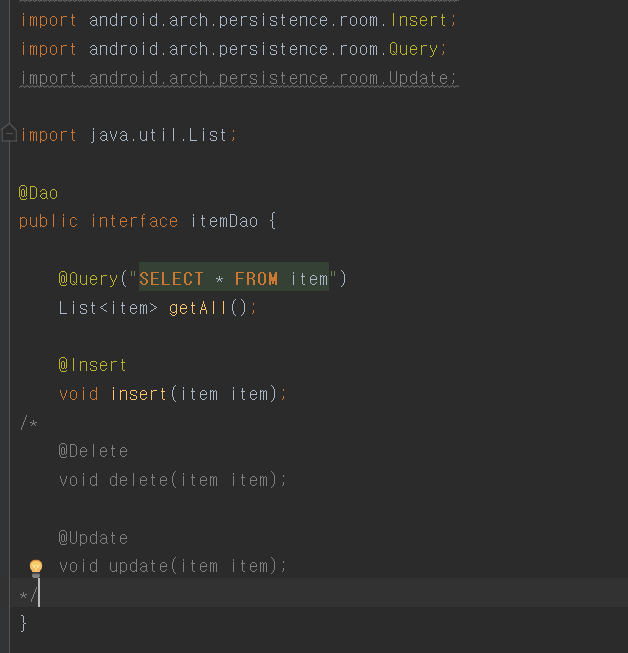 import android.arch.persistence.room.Insert;
import android.arch.persistence.room.Query;
import android.arch.persistence.room.Update;
import java.util.List;
@Dao
public interface itemDao {
@Query("SELECT * FROM item")
List<item> getAll();
@Insert
void insert(item item);
/*
@Delete
void delete(item item);
@Update
void update(item item);
*/
}